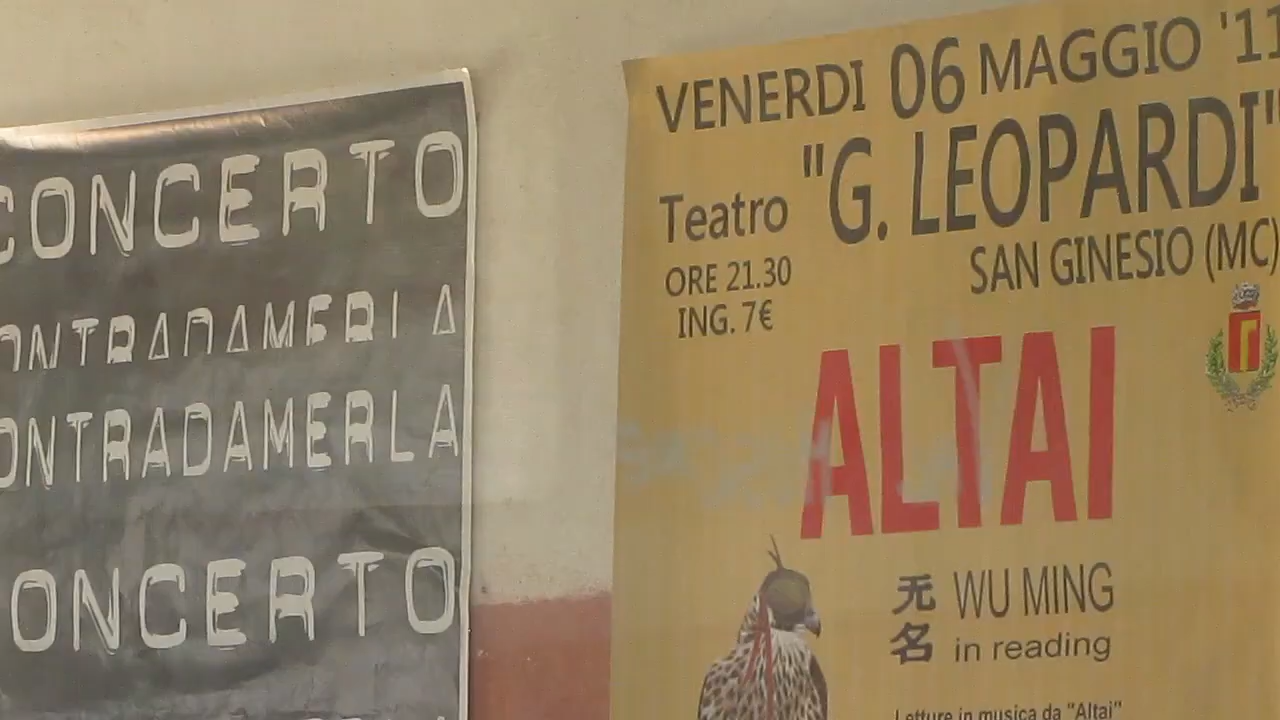 CONCERTO
ONTRADAMERLA
ONTRADAMERLA
ONCERTO
VENERDI 06 MAGGIO '11
Teatro "G. LEOPARDI"
SAN GINESIO (MC)
ORE 21.30
ING. 7€
ALTAI
无名 WU MING
in reading
Letture in musica da "Altai"